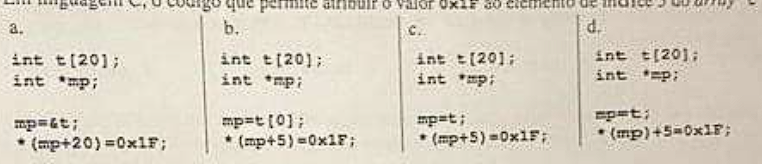 Em linguagem C, o código que permite atribuir o valor 0x1F ao elemento de índice 5 do array
a.
int t[20];
int *mp;
mp=&t;
*(mp+20)=0x1F;
b.
int t[20];
int *mp;
mp=t[0];
*(mp+5)=0x1F;
c.
int t[20];
int *mp;
mp=t;
*(mp+5)=0x1F;
d.
int t[20];
int *mp;
mp=t;
*(mp)+5=0x1F;